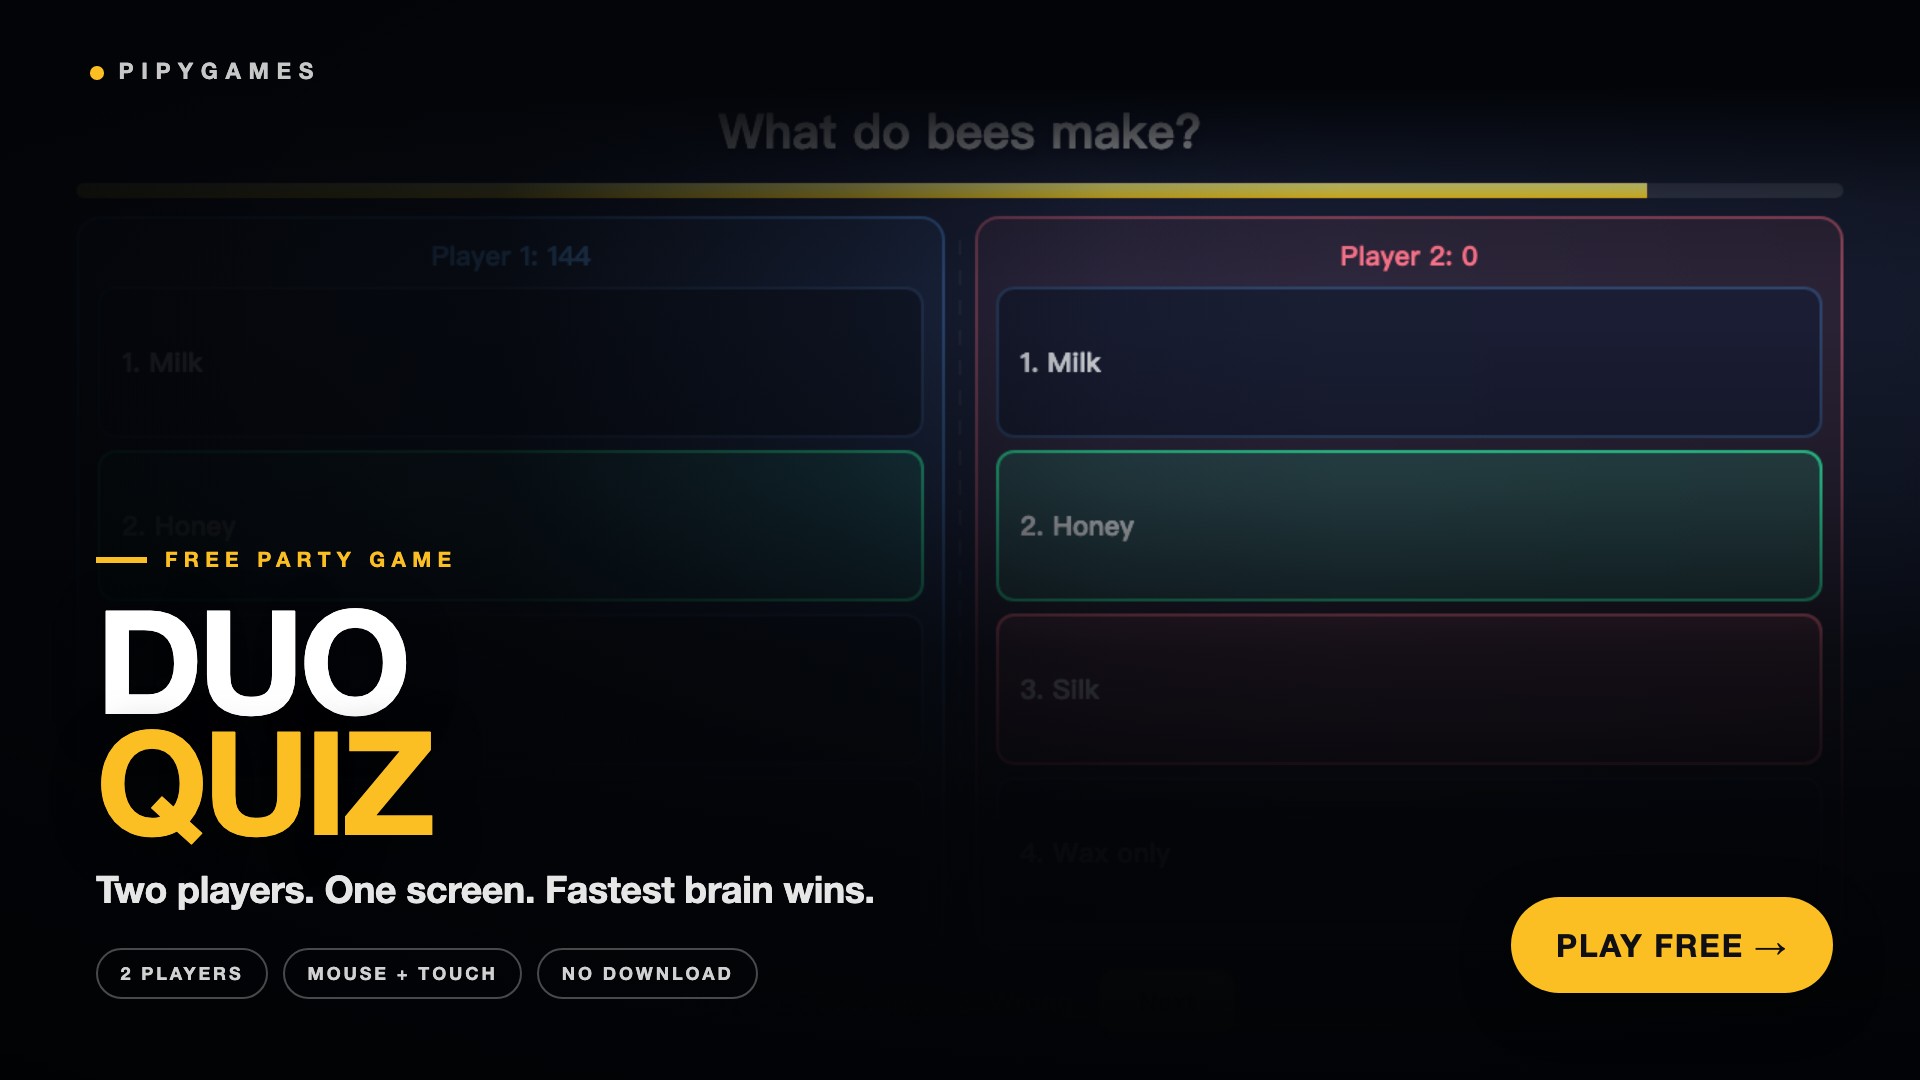 PIPYGAMES
What do bees make?
Player 1: 144
1. Milk
2. Honey
Player 2: 0
1. Milk
2. Honey
3. Silk
4. Wax only
FREE PARTY GAME
DUO
QUIZ
Two players. One screen. Fastest brain wins.
2 PLAYERS
MOUSE + TOUCH
NO DOWNLOAD
PLAY FREE →